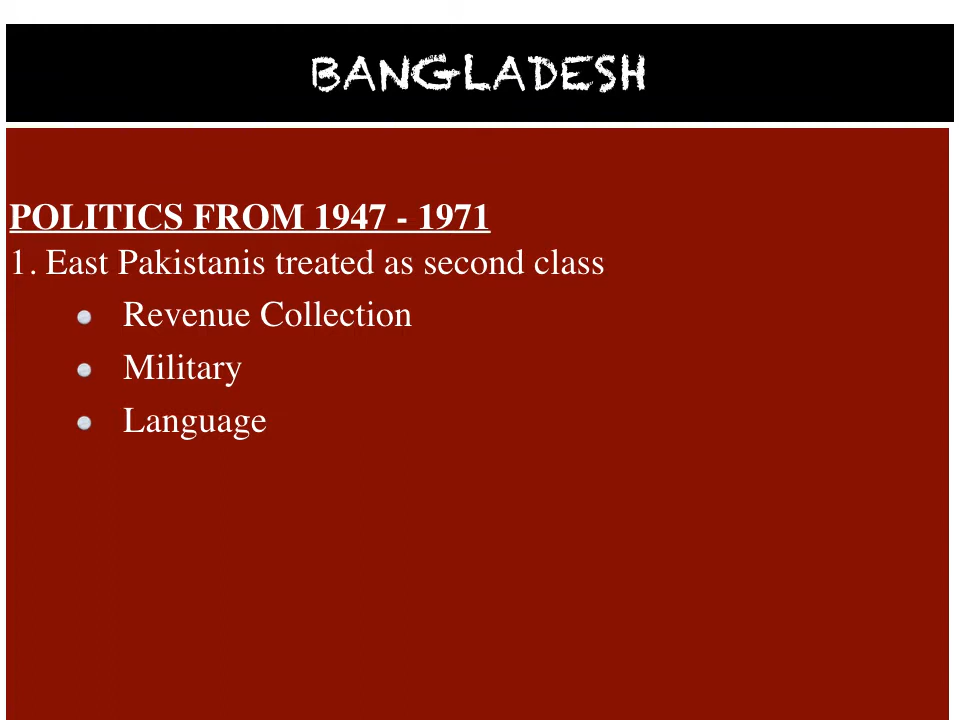 BANGLADESH
POLITICS FROM 1947 - 1971
1. East Pakistanis treated as second class
Revenue Collection
Military
Language